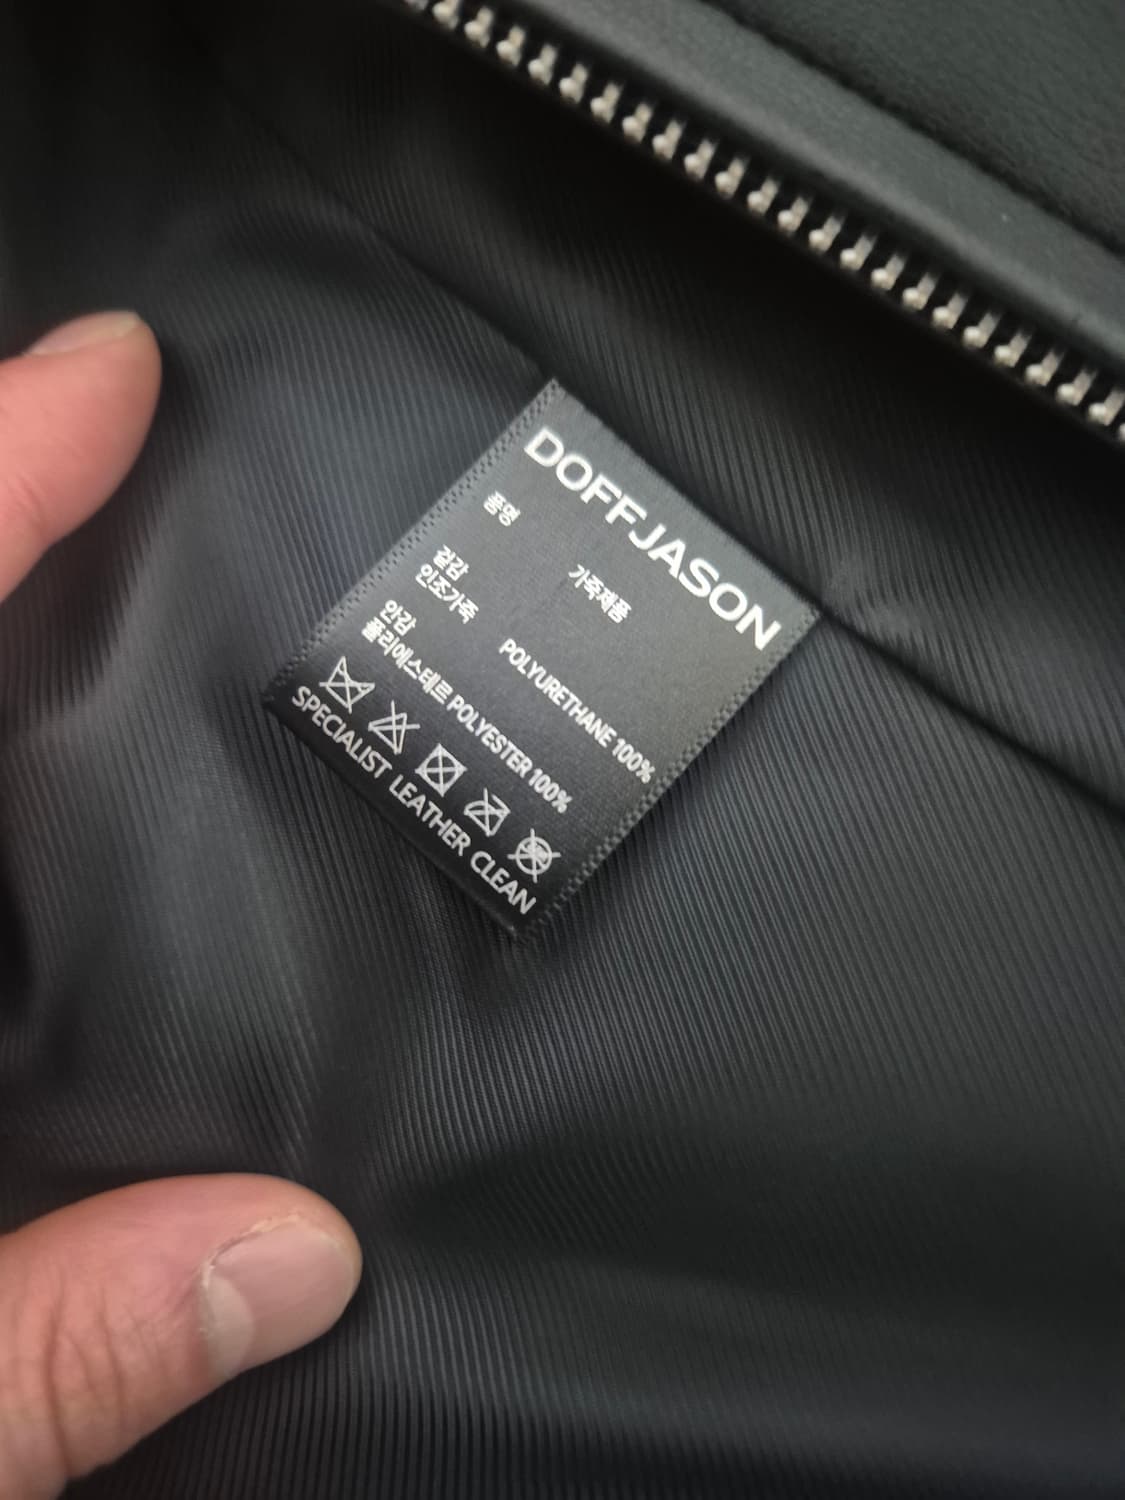 DOFFJASON
품명 가죽제품
겉감
인조가죽 POLYURETHANE 100%
안감
폴리에스테르 POLYESTER 100%
SPECIALIST LEATHER CLEAN